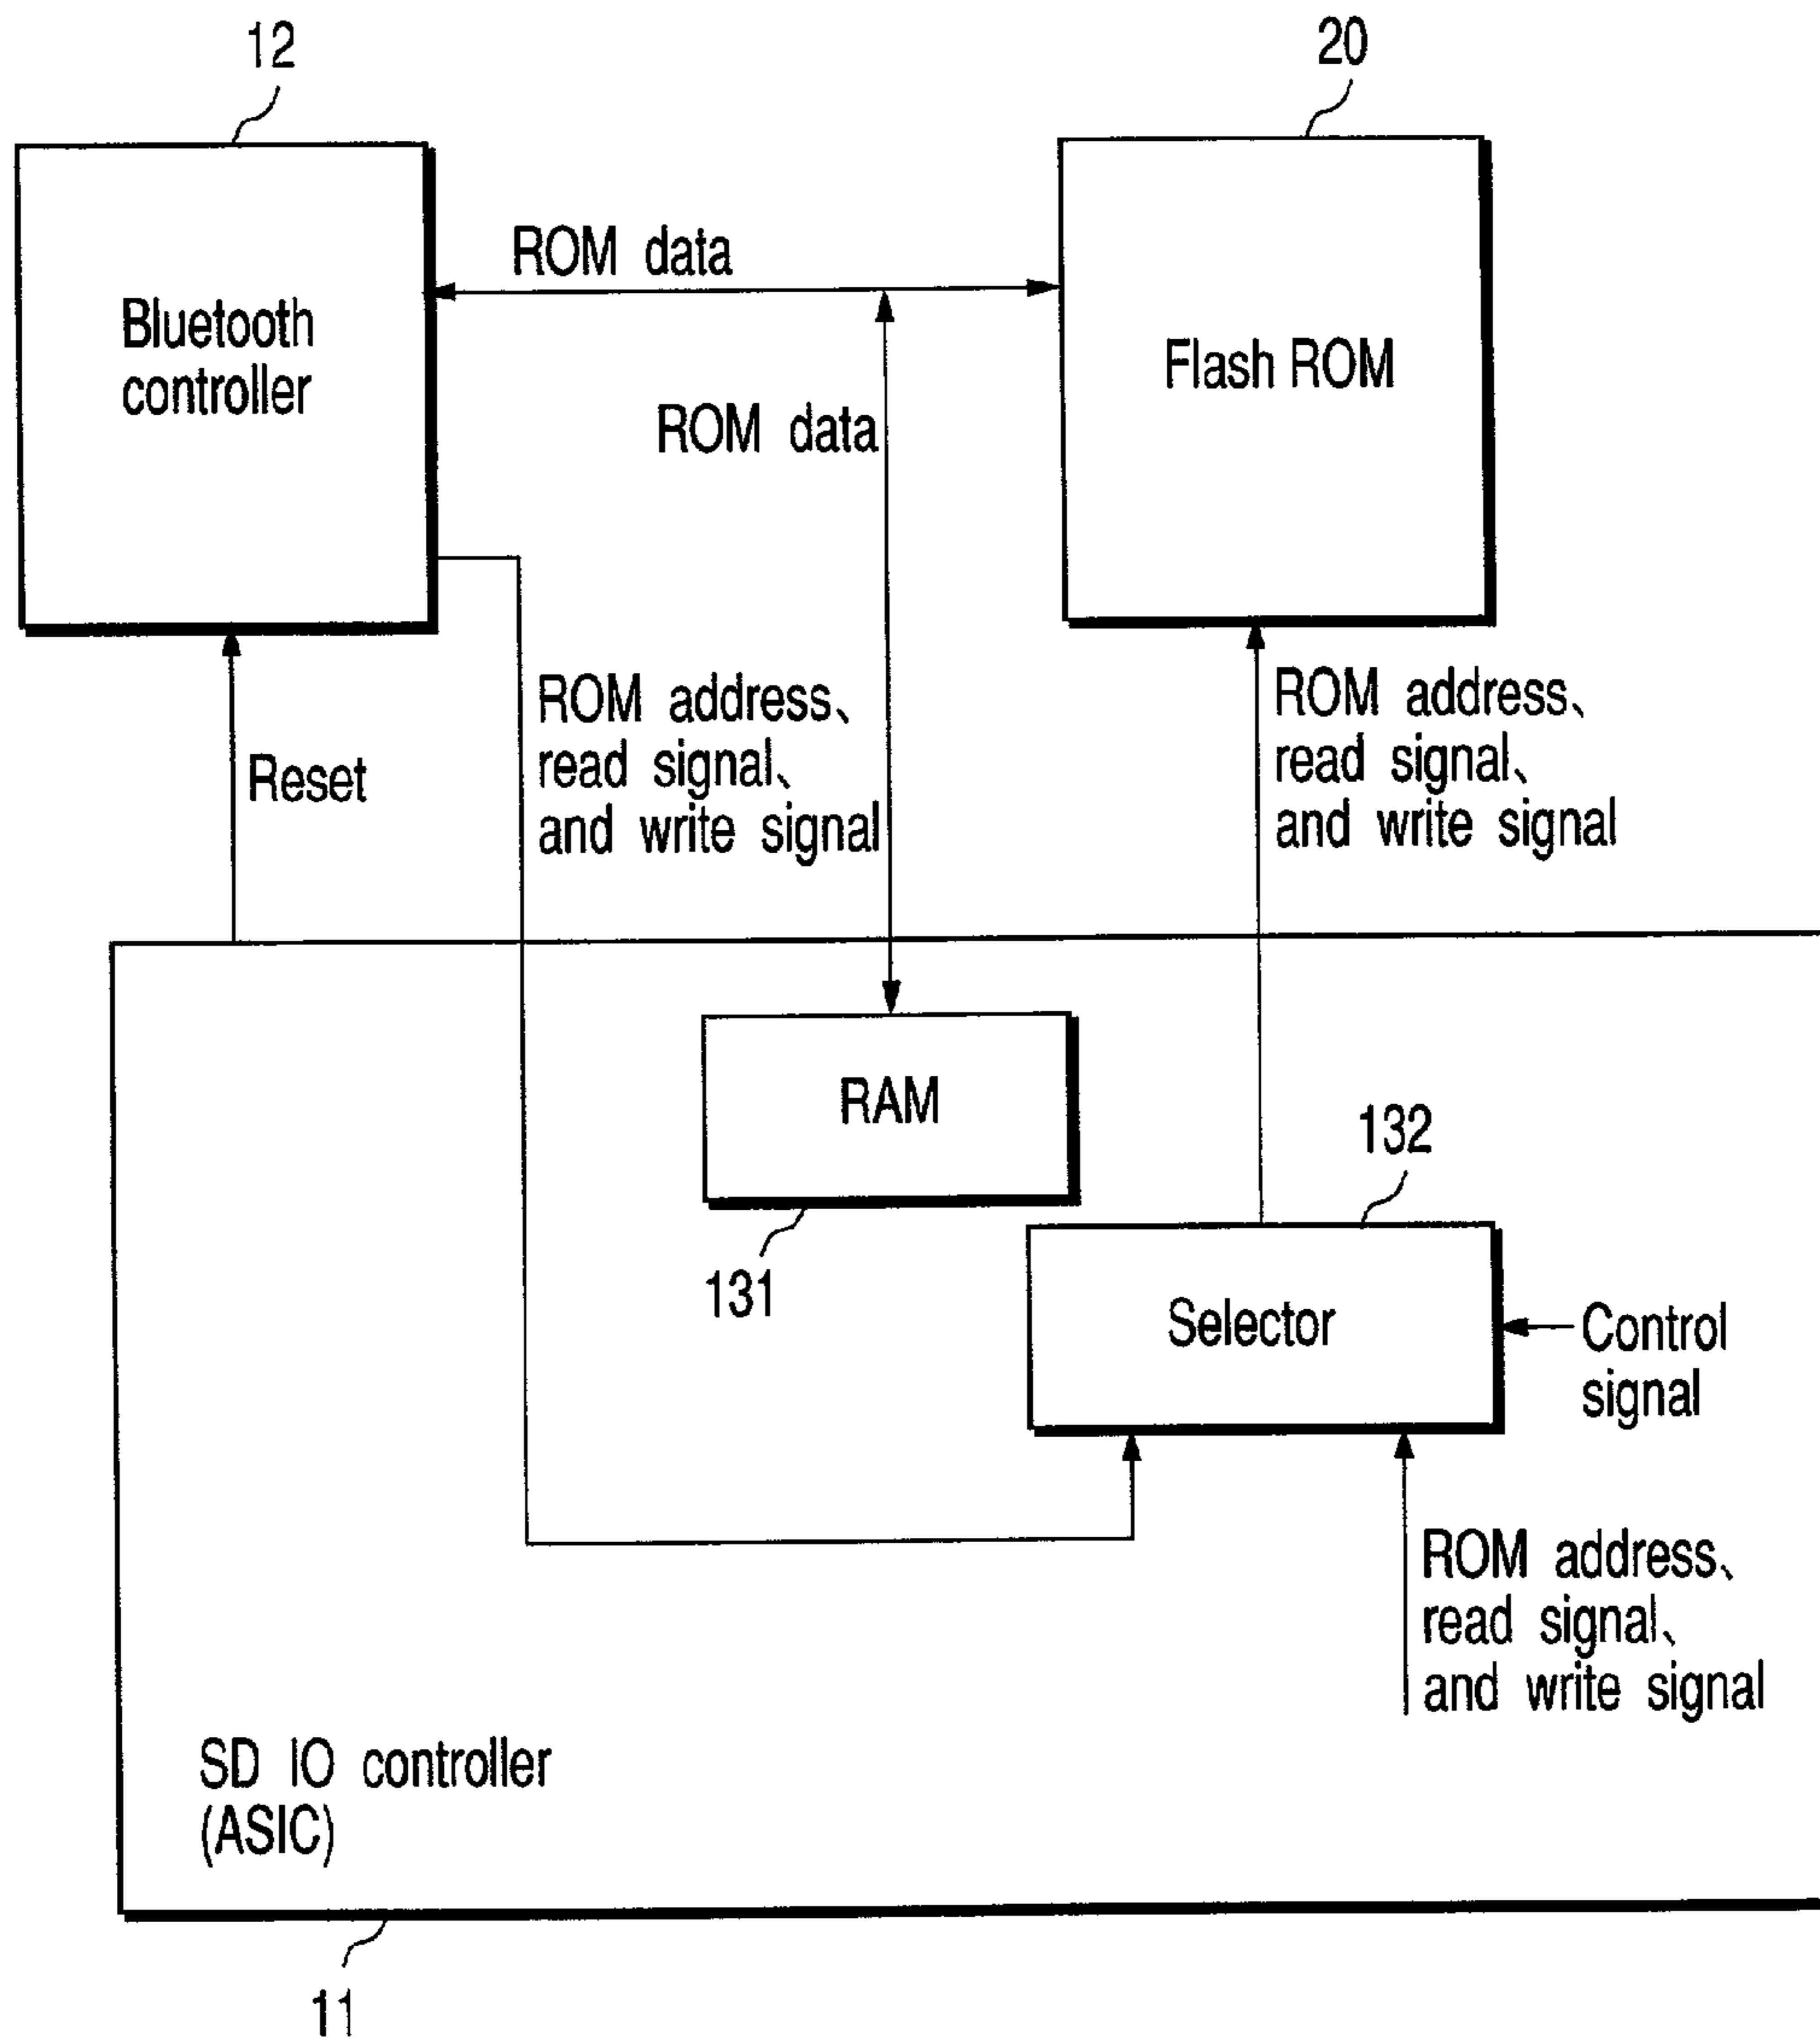 12
20
ROM data
Bluetooth
controller
Flash ROM
ROM data
ROM address、
read signal、
and write signal
ROM address、
read signal、
and write signal
Reset
RAM
132
131
Selector
Control
signal
ROM address、
read signal、
and write signal
SD IO controller
(ASIC)
11